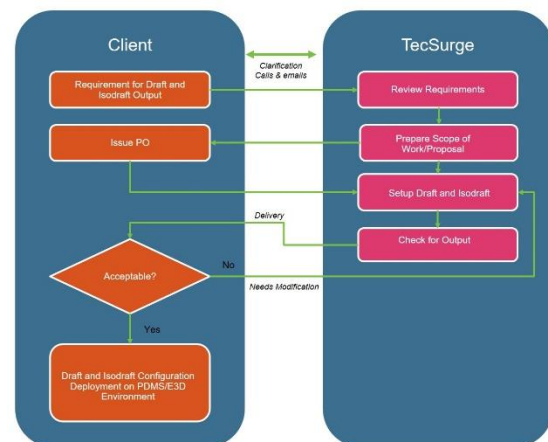 Client
TecSurge
Clarification
Calls & emails
Requirement for Draft and
Isodraft Output
Review Requirements
Issue PO
Prepare Scope of
Work/Proposal
Setup Draft and Isodraft
Delivery
Check for Output
Acceptable?
No
Needs Modification
Yes
Draft and Isodraft Configuration
Deployment on PDMS/E3D
Environment